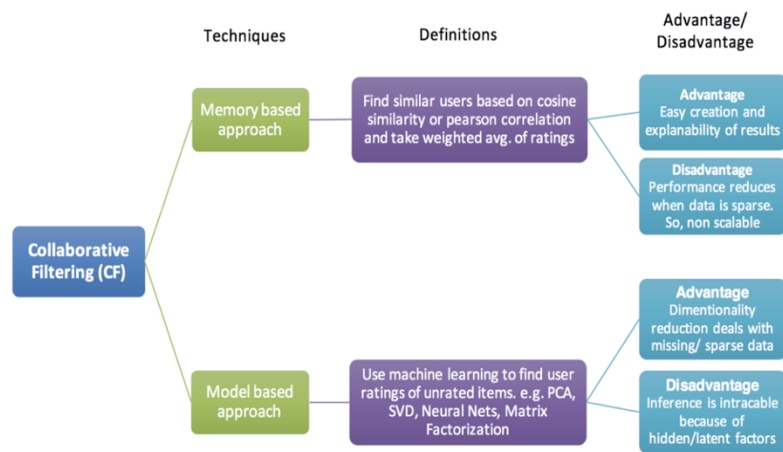 Techniques
Definitions
Advantage/
Disadvantage
Collaborative
Filtering (CF)
Memory based
approach
Find similar users based on cosine
similarity or pearson correlation
and take weighted avg. of ratings
Advantage
Easy creation and
explanability of results
Disadvantage
Performance reduces
when data is sparse.
So, non scalable
Model based
approach
Use machine learning to find user
ratings of unrated items. e.g. PCA,
SVD, Neural Nets, Matrix
Factorization
Advantage
Dimentionality
reduction deals with
missing/ sparse data
Disadvantage
Inference is intracable
because of
hidden/latent factors